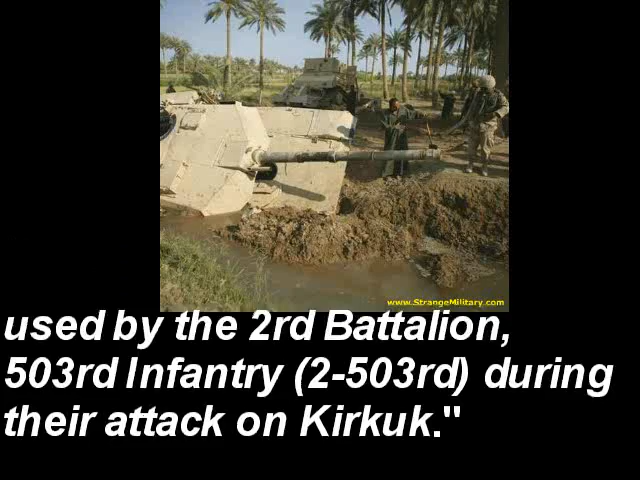 www.StrangeMilitary.com
used by the 2rd Battalion,
503rd Infantry (2-503rd) during
their attack on Kirkuk."